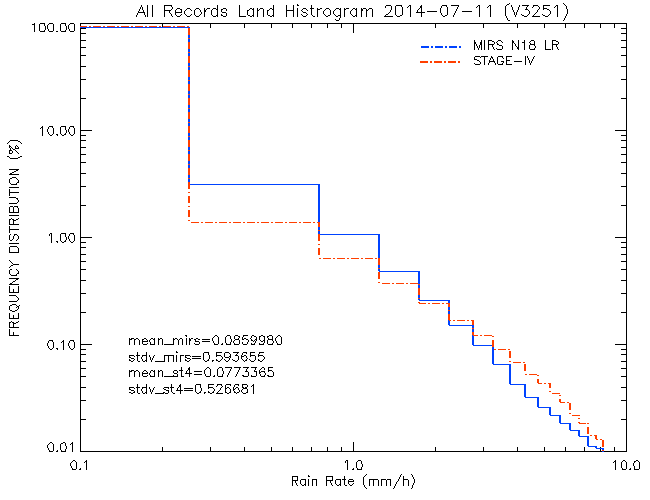 All Records Land Histrogram 2014-07-11 (V3251)
MIRS N18 LR
STAGE-IV
FREQUENCY DISTRIBUTION (%)
100.00
10.00
1.00
0.10
0.01
mean_mirs=0.0859980
stdv_mirs=0.593655
mean_st4=0.0773365
stdv_st4=0.526681
0.1
1.0
10.0
Rain Rate (mm/h)